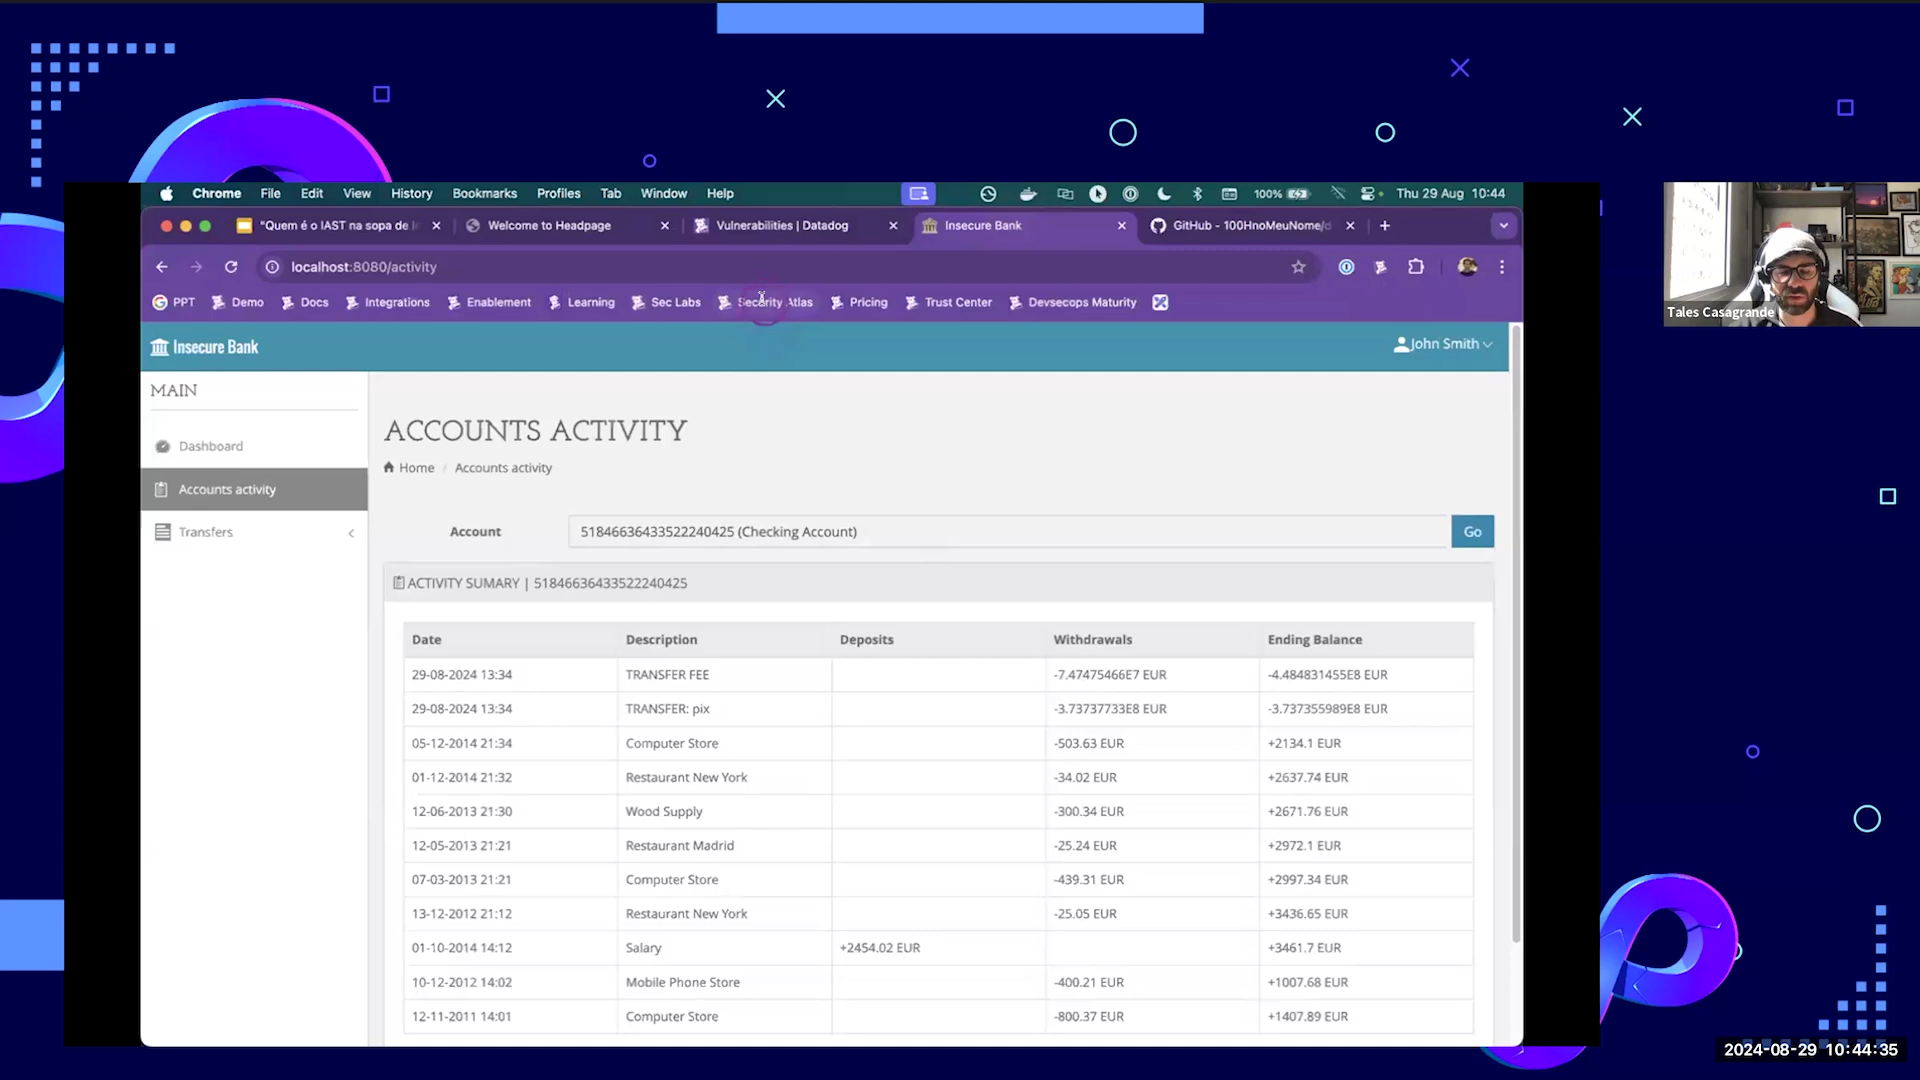 Chrome File Edit View History Bookmarks Profiles Tab Window Help 100% Thu 29 Aug 10:44
"Quem é o IAST na sopa de Welcome to Headpage Vulnerabilities | Datadog Insecure Bank GitHub - 100HnoMeuNome/
localhost:8080/activity
PPT Demo Docs Integrations Enablement Learning Sec Labs Security Atlas Pricing Trust Center Devsecops Maturity
Tales Casagrande
Insecure Bank John Smith
MAIN
Dashboard
Accounts activity
Transfers
ACCOUNTS ACTIVITY
Home / Accounts activity
Account 51846636433522240425 (Checking Account) Go
ACTIVITY SUMARY | 51846636433522240425
Date Description Deposits Withdrawals Ending Balance
29-08-2024 13:34 TRANSFER FEE -7.47475466E7 EUR -4.484831455E8 EUR
29-08-2024 13:34 TRANSFER: pix -3.73737733E8 EUR -3.737355989E8 EUR
05-12-2014 21:34 Computer Store -503.63 EUR +2134.1 EUR
01-12-2014 21:32 Restaurant New York -34.02 EUR +2637.74 EUR
12-06-2013 21:30 Wood Supply -300.34 EUR +2671.76 EUR
12-05-2013 21:21 Restaurant Madrid -25.24 EUR +2972.1 EUR
07-03-2013 21:21 Computer Store -439.31 EUR +2997.34 EUR
13-12-2012 21:12 Restaurant New York -25.05 EUR +3436.65 EUR
01-10-2014 14:12 Salary +2454.02 EUR +3461.7 EUR
10-12-2012 14:02 Mobile Phone Store -400.21 EUR +1007.68 EUR
12-11-2011 14:01 Computer Store -800.37 EUR +1407.89 EUR
2024-08-29 10:44:35